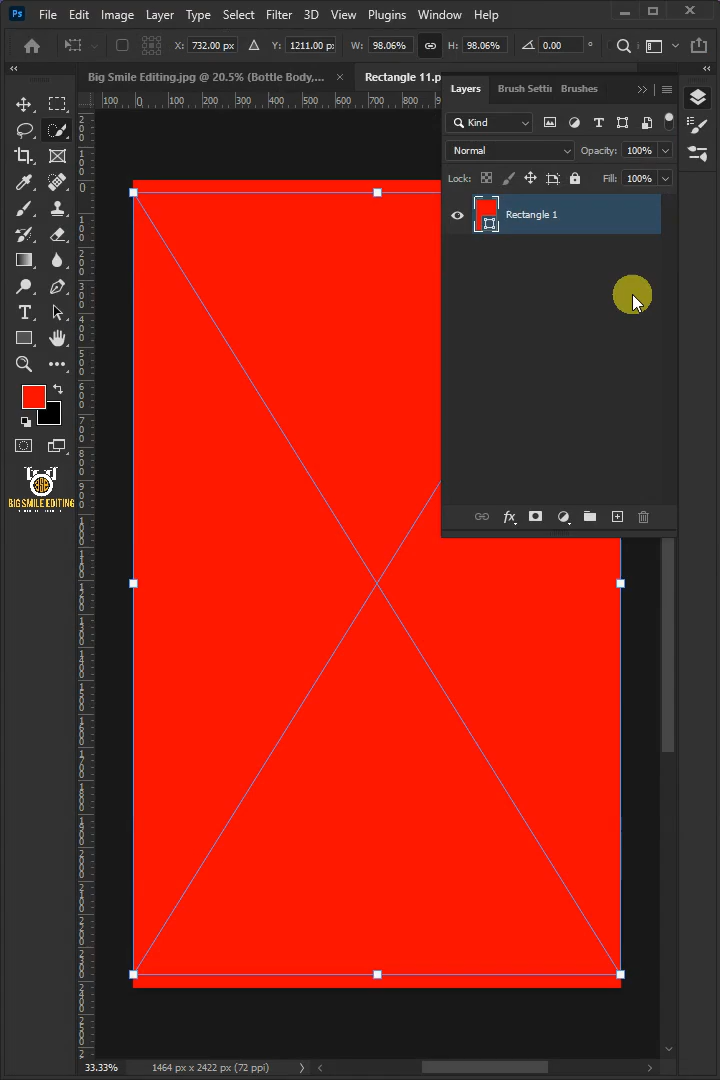 Ps File Edit Image Layer Type Select Filter 3D View Plugins Window Help
X: 732.00 px Y: 1211.00 px W: 98.06% H: 98.06% 0.00 °
Big Smile Editing.jpg @ 20.5% (Bottle Body,... × Rectangle 11.p
Layers Brush Settin Brushes
100 0 100 200 300 400 500 600 700 800 9
Kind
Normal Opacity: 100%
Lock: Fill: 100%
Rectangle 1
T
BIG SMILE EDITING
fx
33.33% 1464 px x 2422 px (72 ppi)